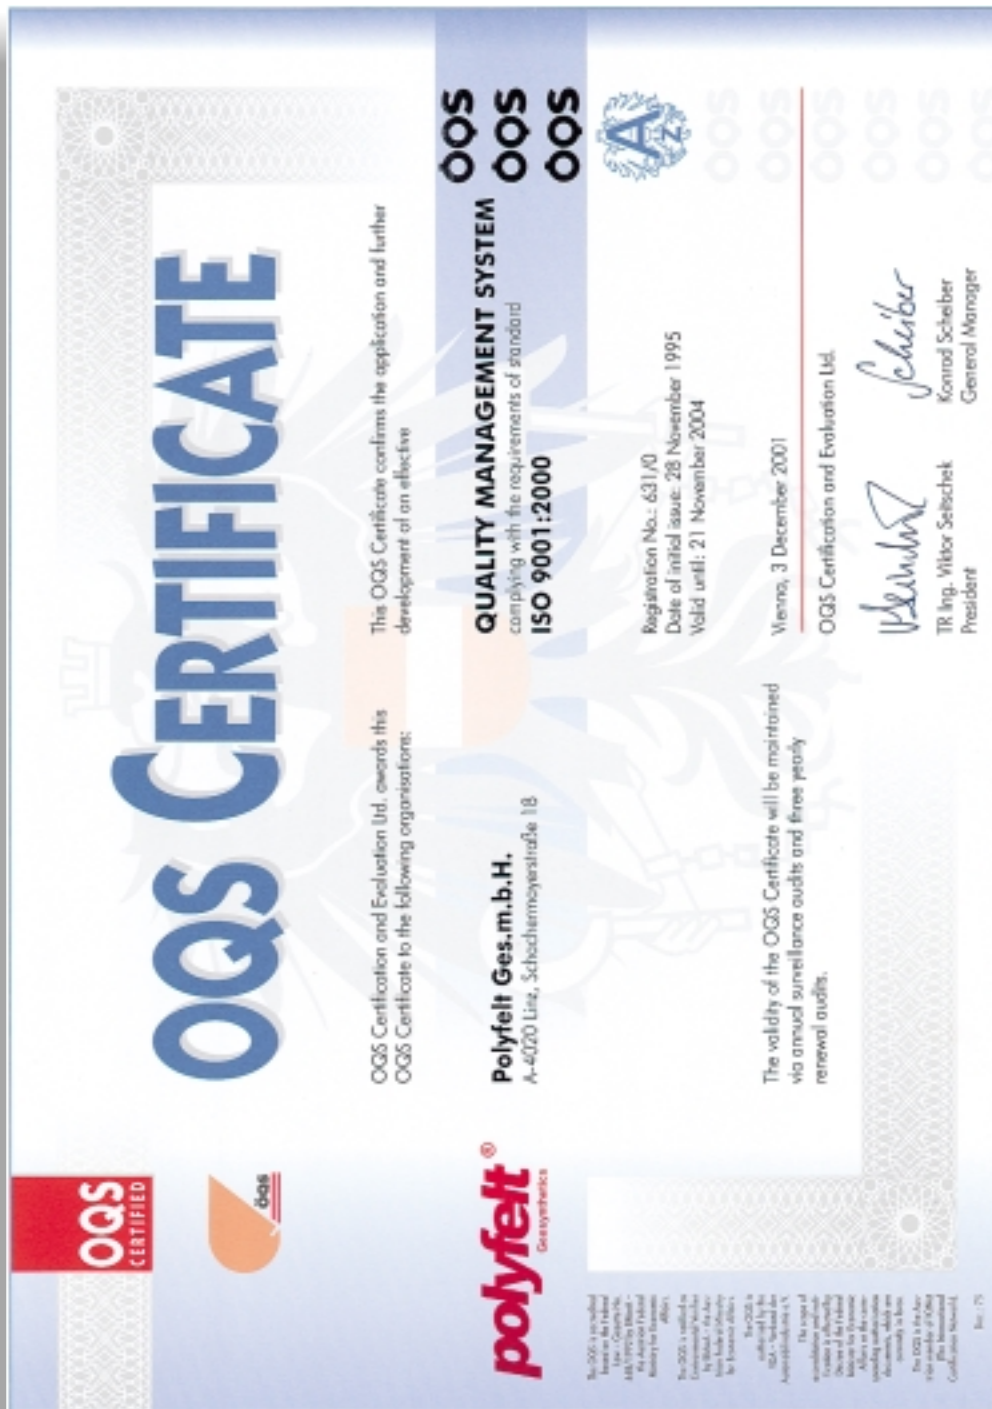 OQS
CERTIFIED
öqs
OQS CERTIFICATE
OQS Certification and Evaluation Ltd. awards this
OQS Certificate to the following organisations:
This OQS Certificate confirms the application and further
development of an effective
polyfelt®
Geosynthetics
Polyfelt Ges.m.b.H.
A-4020 Linz, Schachermayerstraße 18
QUALITY MANAGEMENT SYSTEM
complying with the requirements of standard
ISO 9001:2000
ÖQS
ÖQS
ÖQS
AZ
Registration No.: 631/0
Date of initial issue: 28 November 1995
Valid until: 21 November 2004
The validity of the OQS Certificate will be maintained
via annual surveillance audits and three yearly
renewal audits.
Vienna, 3 December 2001
OQS Certification and Evaluation Ltd.
Scheiber
TR Ing. Viktor Seitschek
President
Konrad Scheiber
General Manager